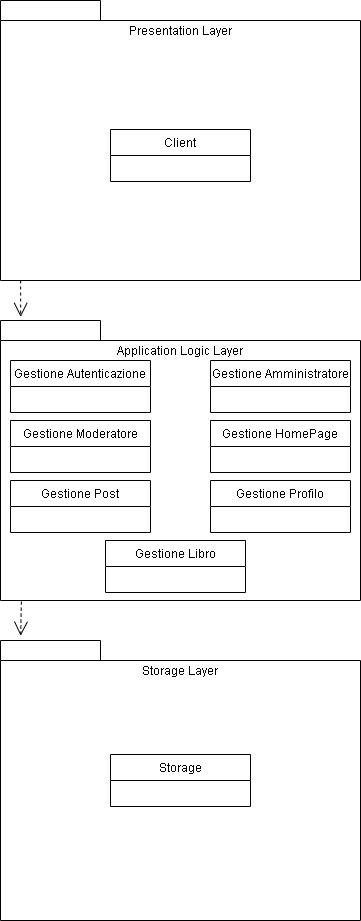 Presentation Layer
Client
Application Logic Layer
Gestione Autenticazione
Gestione Amministratore
Gestione Moderatore
Gestione HomePage
Gestione Post
Gestione Profilo
Gestione Libro
Storage Layer
Storage